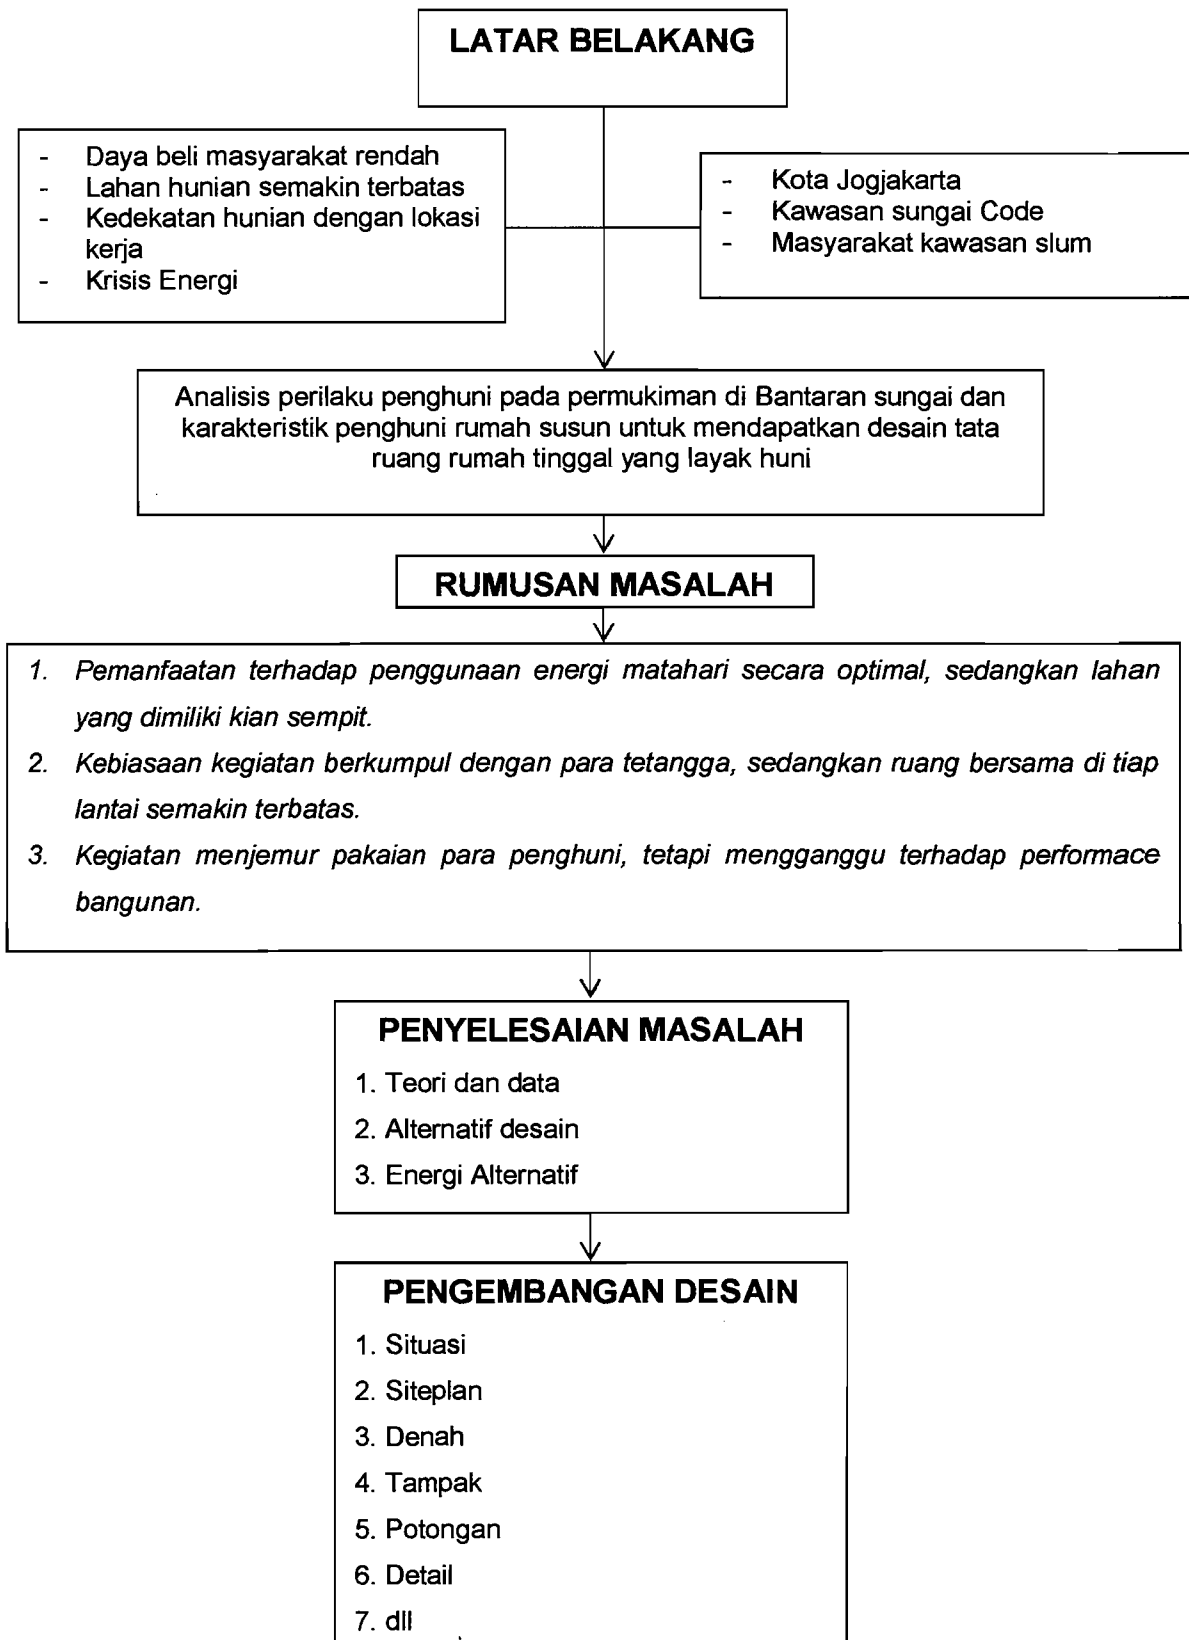 LATAR BELAKANG
- Daya beli masyarakat rendah
- Lahan hunian semakin terbatas
- Kedekatan hunian dengan lokasi
kerja
- Krisis Energi
- Kota Jogjakarta
- Kawasan sungai Code
- Masyarakat kawasan slum
Analisis perilaku penghuni pada permukiman di Bantaran sungai dan
karakteristik penghuni rumah susun untuk mendapatkan desain tata
ruang rumah tinggal yang layak huni
RUMUSAN MASALAH
1. Pemanfaatan terhadap penggunaan energi matahari secara optimal, sedangkan lahan
yang dimiliki kian sempit.
2. Kebiasaan kegiatan berkumpul dengan para tetangga, sedangkan ruang bersama di tiap
lantai semakin terbatas.
3. Kegiatan menjemur pakaian para penghuni, tetapi mengganggu terhadap performace
bangunan.
PENYELESAIAN MASALAH
1. Teori dan data
2. Alternatif desain
3. Energi Alternatif
PENGEMBANGAN DESAIN
1. Situasi
2. Siteplan
3. Denah
4. Tampak
5. Potongan
6. Detail
7. dll